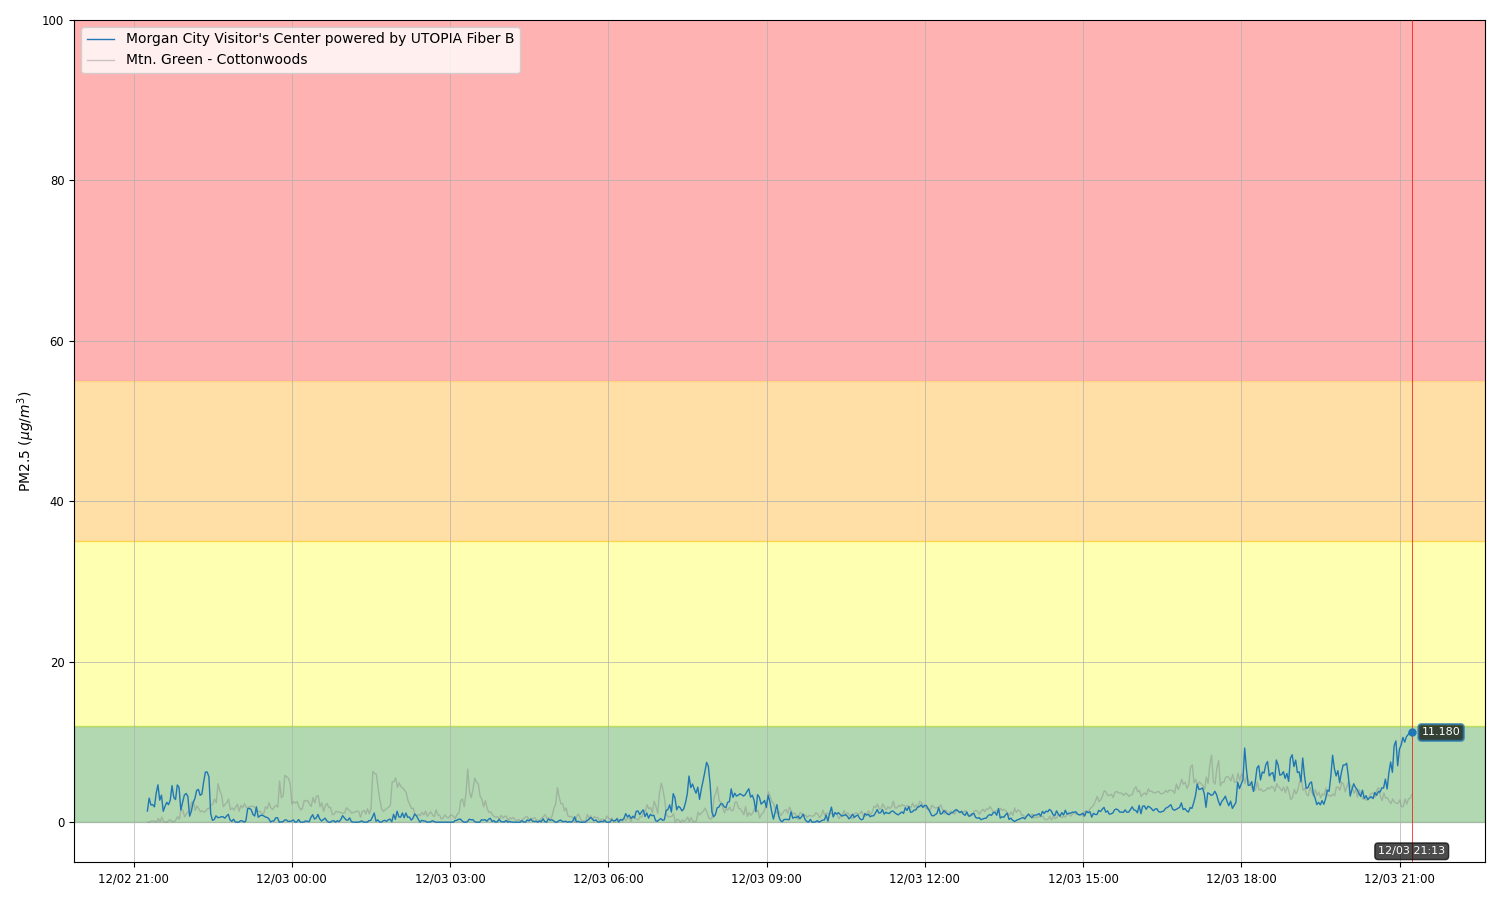 100
Morgan City Visitor's Center powered by UTOPIA Fiber B
Mtn. Green - Cottonwoods
80
60
PM2.5 (μg/m³)
40
20
11.180
0
12/03 21:13
12/02 21:00 12/03 00:00 12/03 03:00 12/03 06:00 12/03 09:00 12/03 12:00 12/03 15:00 12/03 18:00 12/03 21:00